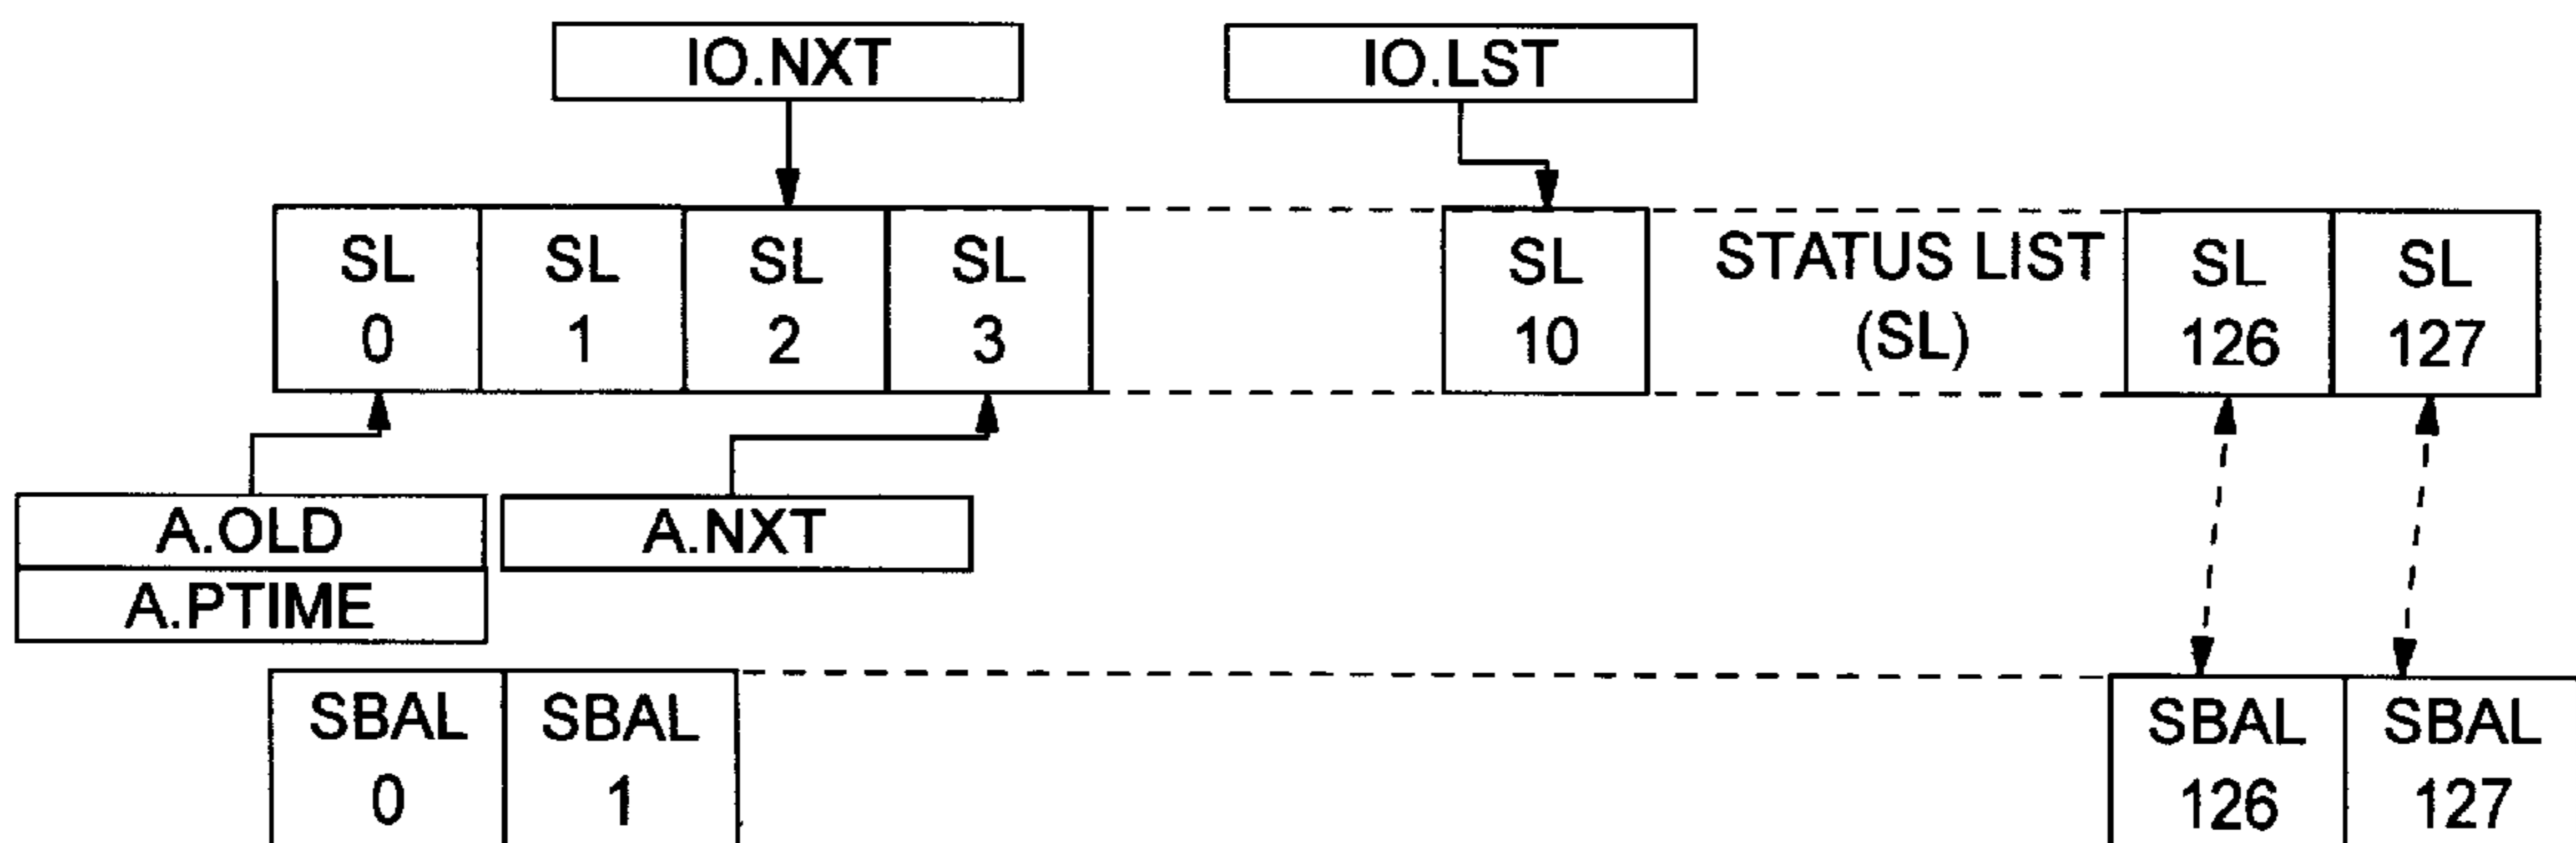 IO.NXT
IO.LST
SL 0
SL 1
SL 2
SL 3
SL 10
STATUS LIST
(SL)
SL 126
SL 127
A.OLD
A.PTIME
A.NXT
SBAL 0
SBAL 1
SBAL 126
SBAL 127